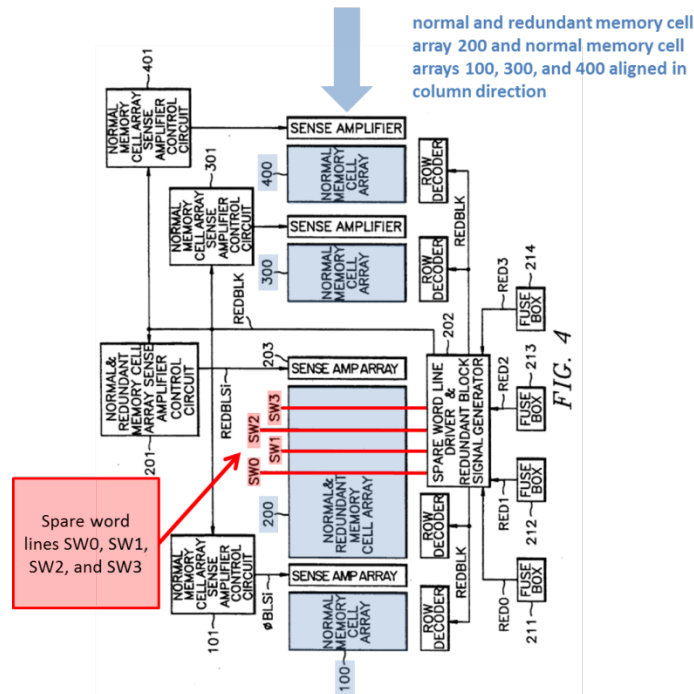 normal and redundant memory cell
array 200 and normal memory cell
arrays 100, 300, and 400 aligned in
column direction
401
NORMAL
MEMORY
CELL ARRAY
SENSE
AMPLIFIER
CONTROL
CIRCUIT
SENSE AMPLIFIER
400
NORMAL
MEMORY
CELL
ARRAY
ROW
DECODER
301
NORMAL
MEMORY
CELL ARRAY
SENSE
AMPLIFIER
CONTROL
CIRCUIT
SENSE AMPLIFIER
300
NORMAL
MEMORY
CELL
ARRAY
ROW
DECODER
REDBLK
REDBLK
NORMAL&
REDUNDANT
MEMORY CELL
ARRAY SENSE
AMPLIFIER
CONTROL
CIRCUIT
201
REDBLSi
203
SENSE AMP.ARRAY
SW3
SW2
SW1
SW0
200
NORMAL&
REDUNDANT
MEMORY
CELL ARRAY
202
SPARE WORD LINE
DRIVER &
REDUNDANT BLOCK
SIGNAL GENERATOR
RED3
214
FUSE
BOX
RED2
213
FUSE
BOX
RED1
212
FUSE
BOX
RED0
211
FUSE
BOX
FIG. 4
Spare word
lines SW0, SW1,
SW2, and SW3
NORMAL
MEMORY
CELL ARRAY
SENSE
AMPLIFIER
CONTROL
CIRCUIT
101
øBLSi
SENSE AMP.ARRAY
ROW
DECODER
REDBLK
100
NORMAL
MEMORY
CELL
ARRAY
ROW
DECODER